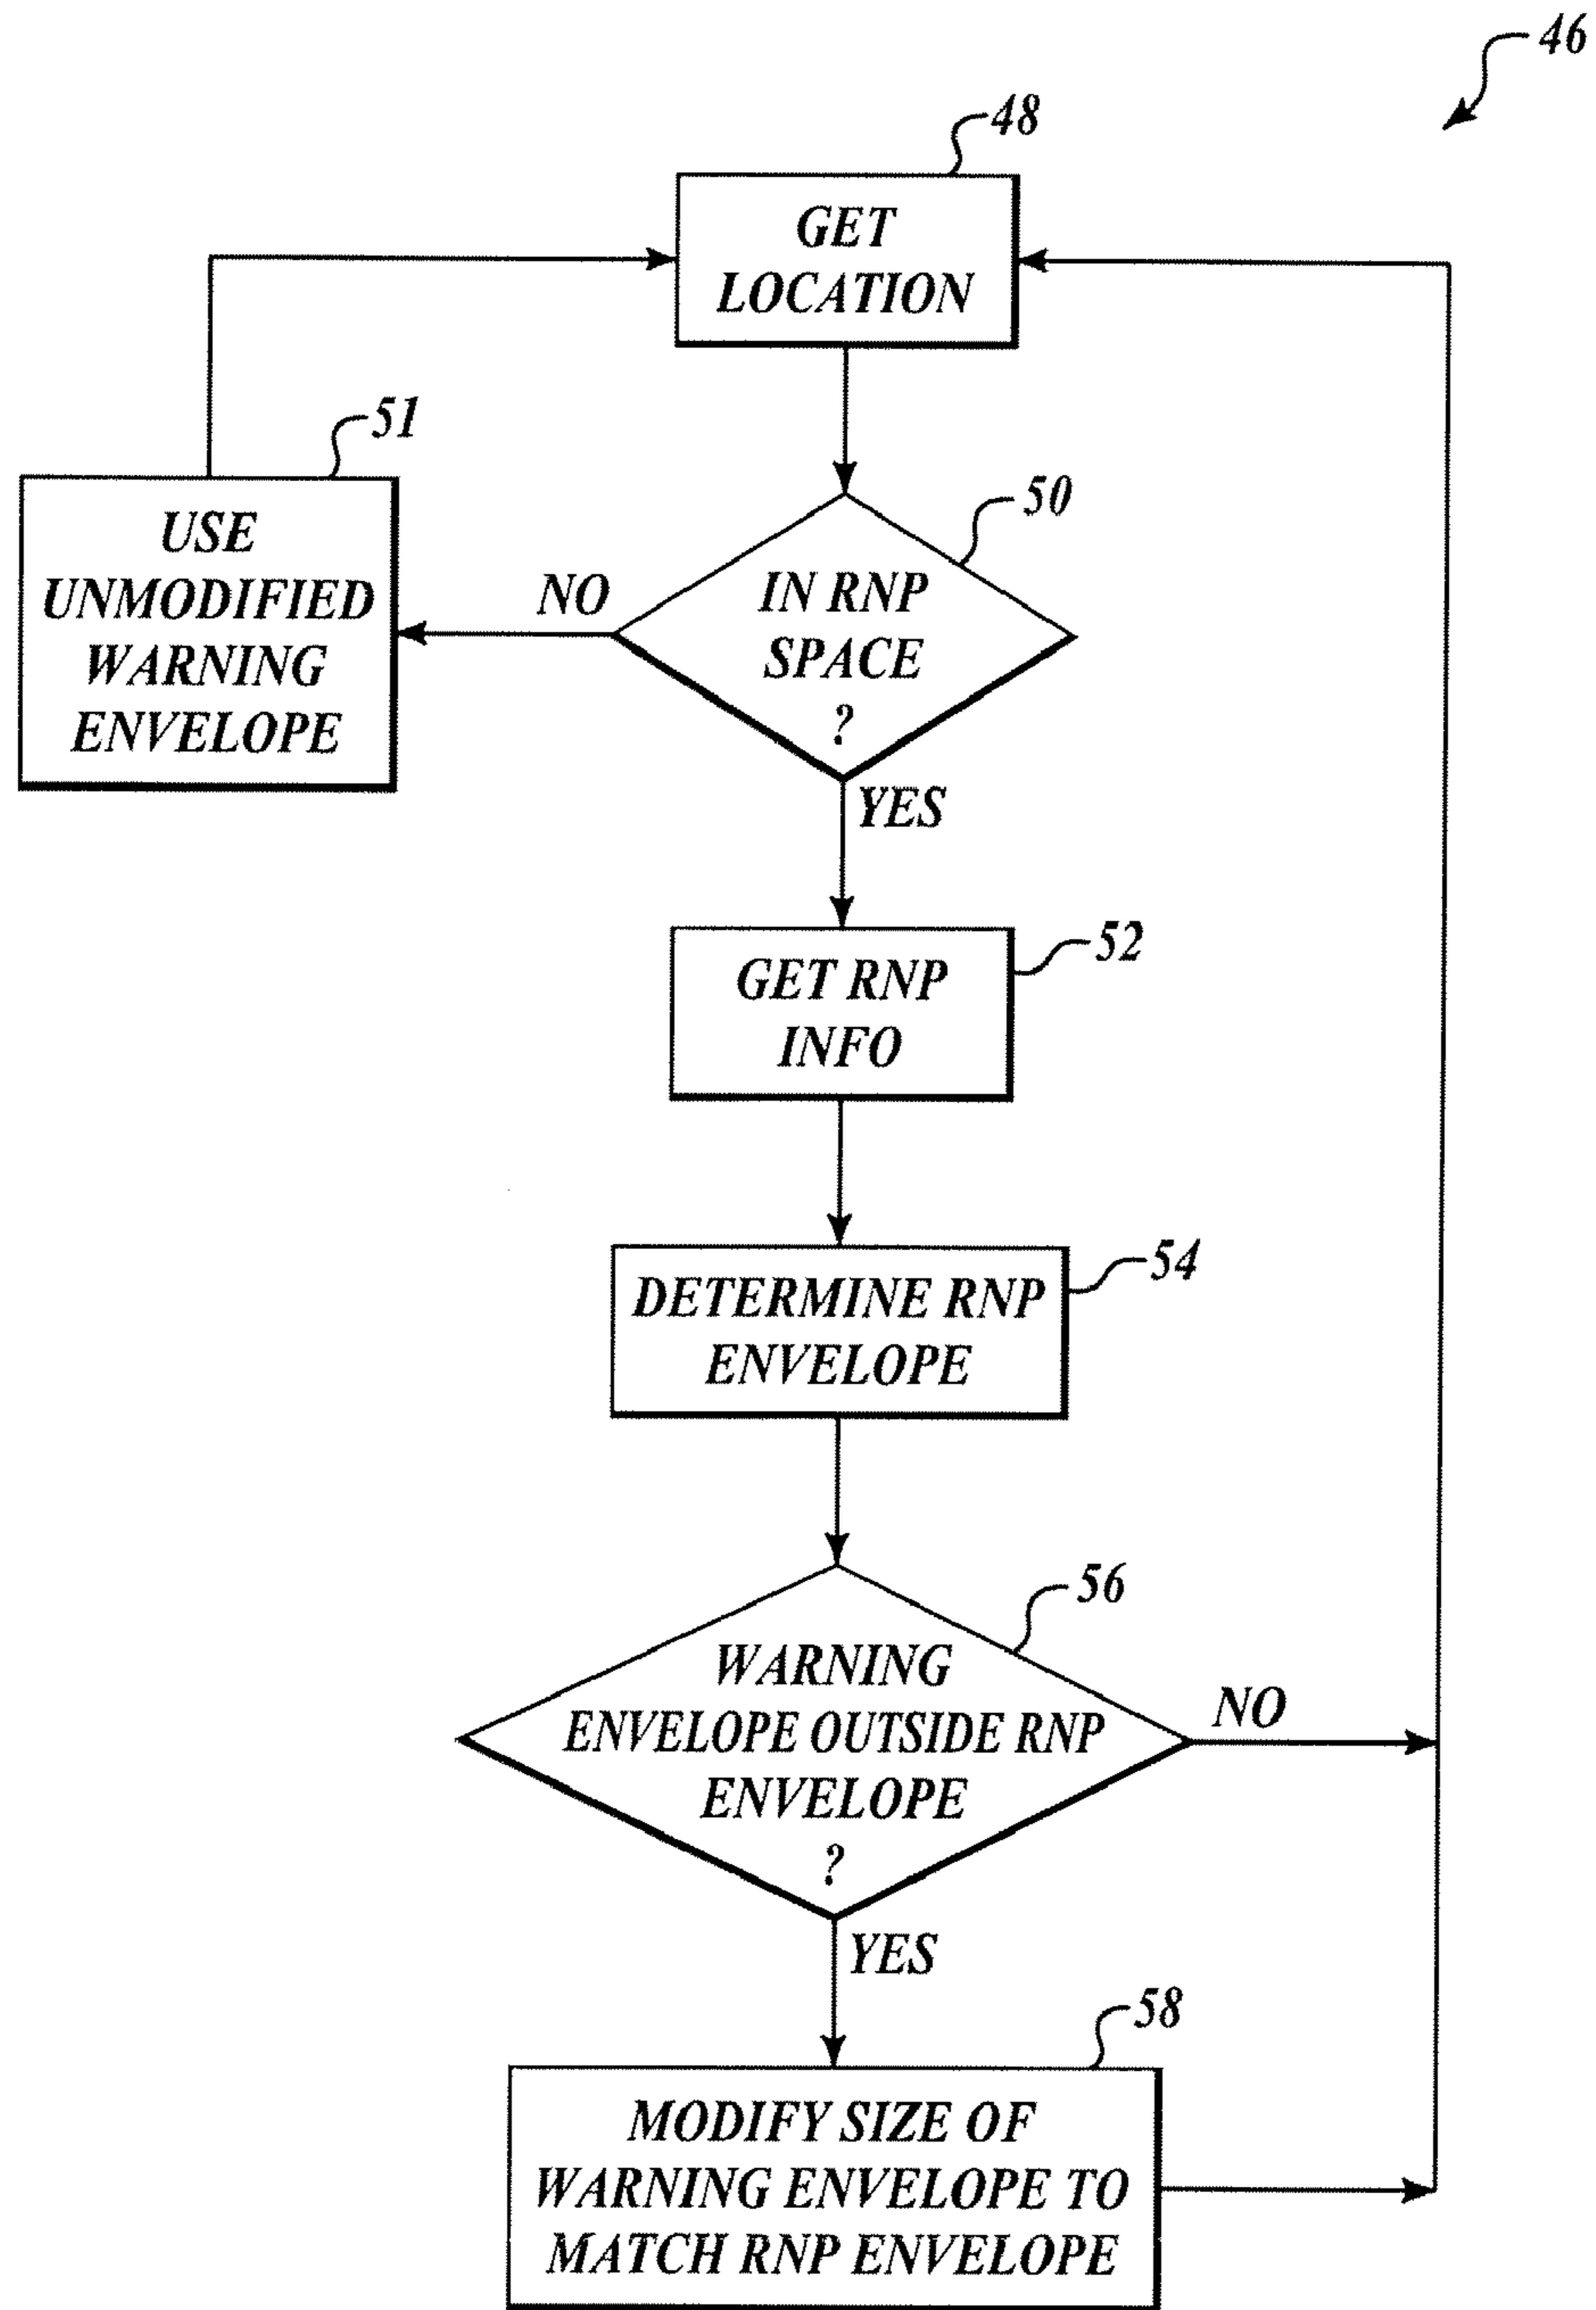 46
48
GET
LOCATION
51
USE
UNMODIFIED
WARNING
ENVELOPE
50
NO
IN RNP
SPACE
?
YES
52
GET RNP
INFO
54
DETERMINE RNP
ENVELOPE
56
WARNING
ENVELOPE OUTSIDE RNP
ENVELOPE
?
NO
YES
58
MODIFY SIZE OF
WARNING ENVELOPE TO
MATCH RNP ENVELOPE